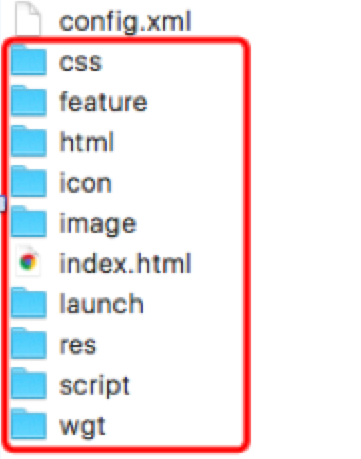 config.xml
css
feature
html
icon
image
index.html
launch
res
script
wgt